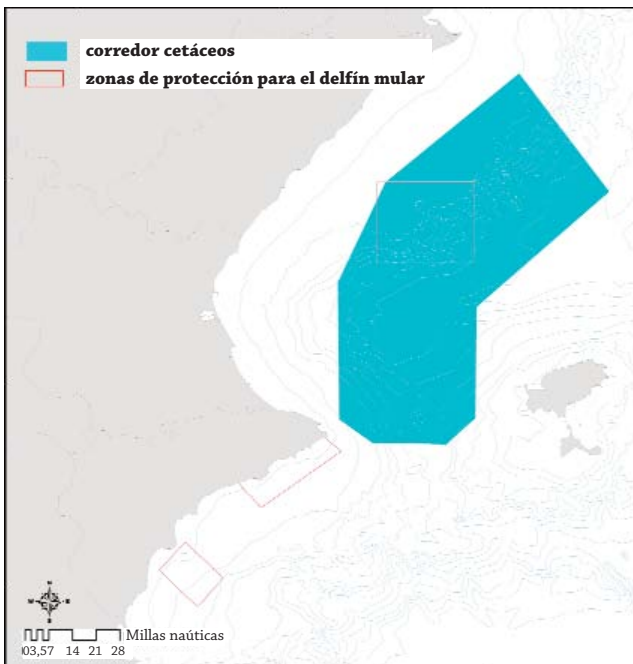 corredor cetáceos
zonas de protección para el delfín mular
Millas naúticas
03,57 14 21 28